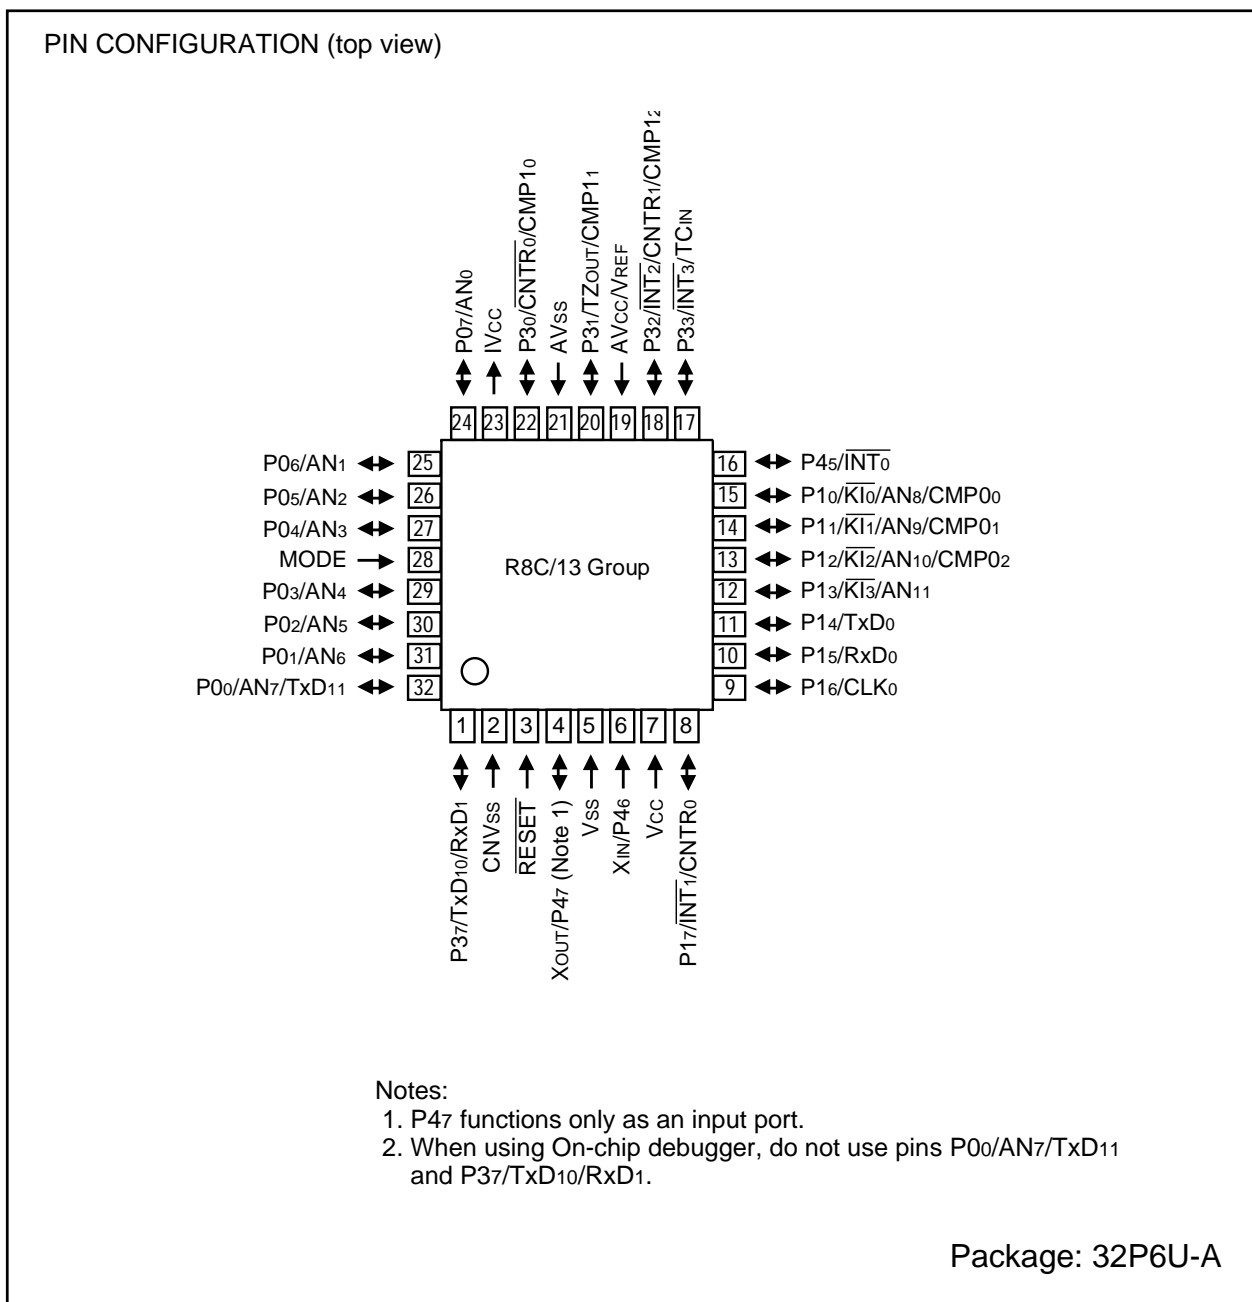 PIN CONFIGURATION (top view)
P07/AN0
IVCC
P30/CNTR0/CMP10
AVSS
P31/TZOUT/CMP11
AVCC/VREF
P32/INT2/CNTR1/CMP12
P33/INT3/TCIN
24 23 22 21 20 19 18 17
P06/AN1 25
P05/AN2 26
P04/AN3 27
MODE 28
P03/AN4 29
P02/AN5 30
P01/AN6 31
P00/AN7/TxD11 32
R8C/13 Group
16 P45/INT0
15 P10/KI0/AN8/CMP00
14 P11/KI1/AN9/CMP01
13 P12/KI2/AN10/CMP02
12 P13/KI3/AN11
11 P14/TxD0
10 P15/RxD0
9 P16/CLK0
1 2 3 4 5 6 7 8
P37/TxD10/RxD1
CNVSS
RESET
XOUT/P47 (Note 1)
VSS
XIN/P46
VCC
P17/INT1/CNTR0
Notes:
1. P47 functions only as an input port.
2. When using On-chip debugger, do not use pins P00/AN7/TxD11
and P37/TxD10/RxD1.
Package: 32P6U-A